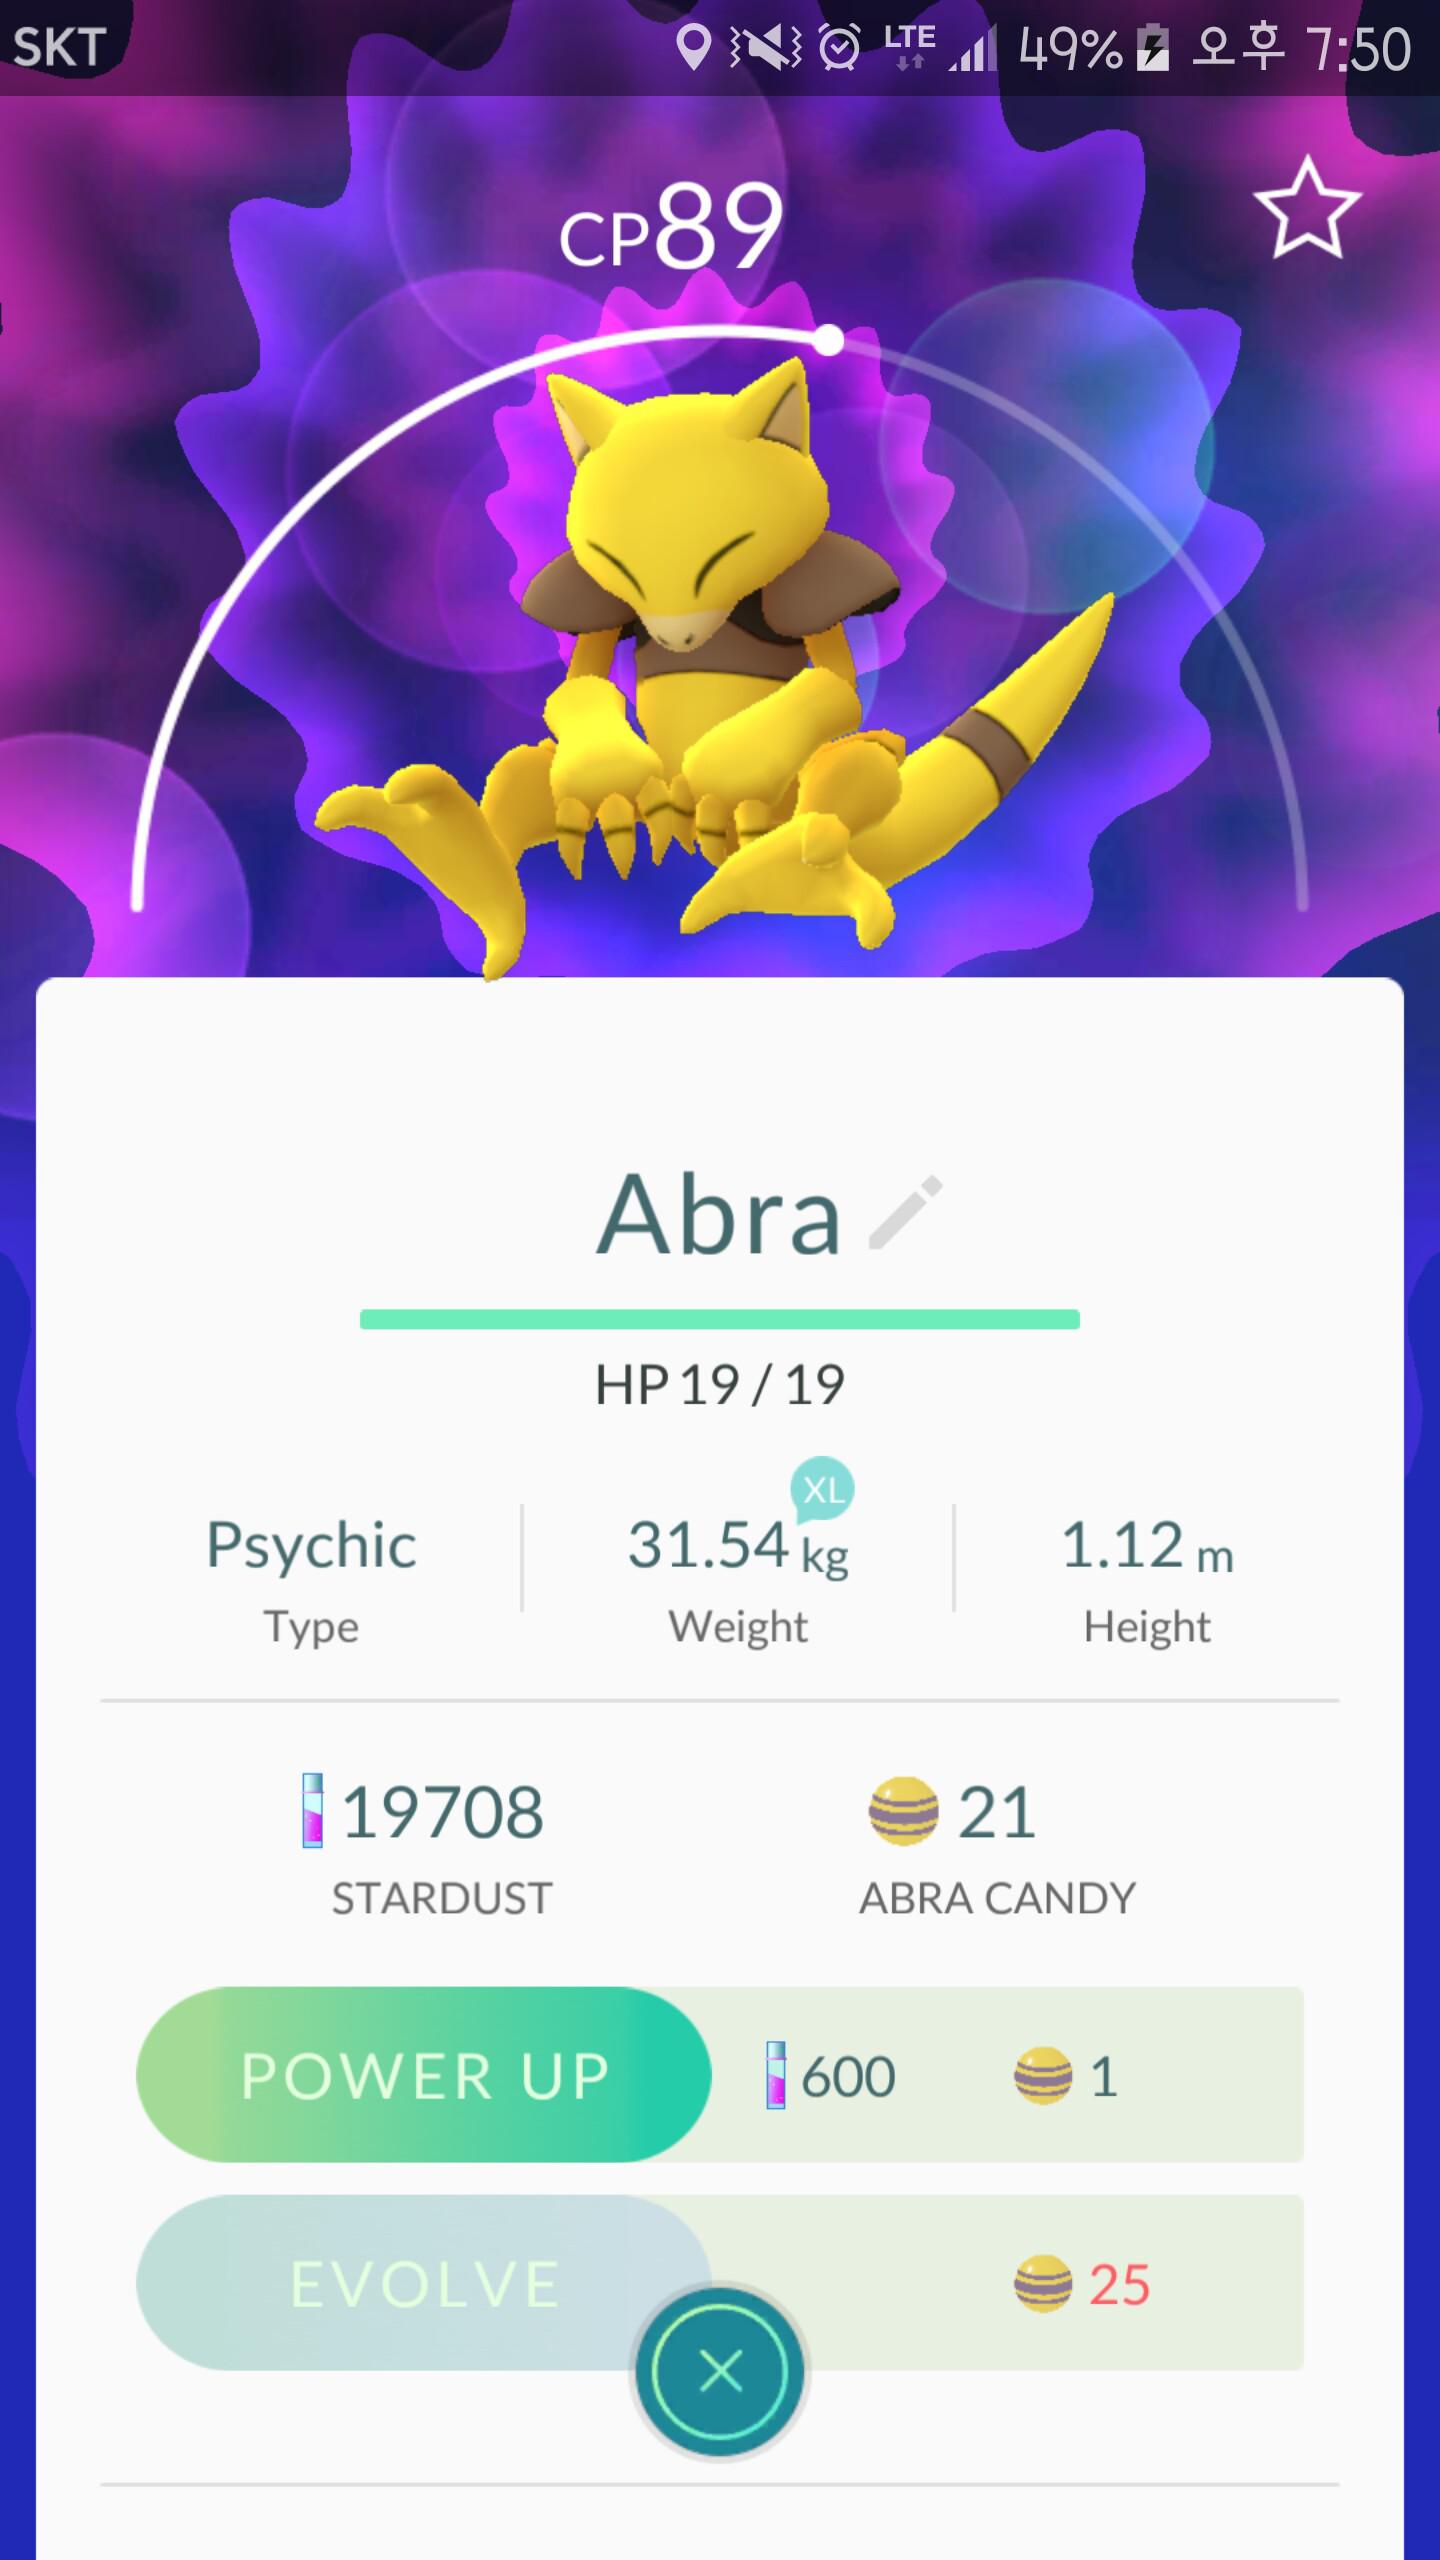 SKT LTE 49% 오후 7:50
CP89
Abra
HP 19 / 19
XL
Psychic 31.54 kg 1.12 m
Type Weight Height
19708 21
STARDUST ABRA CANDY
POWER UP 600 1
EVOLVE 25